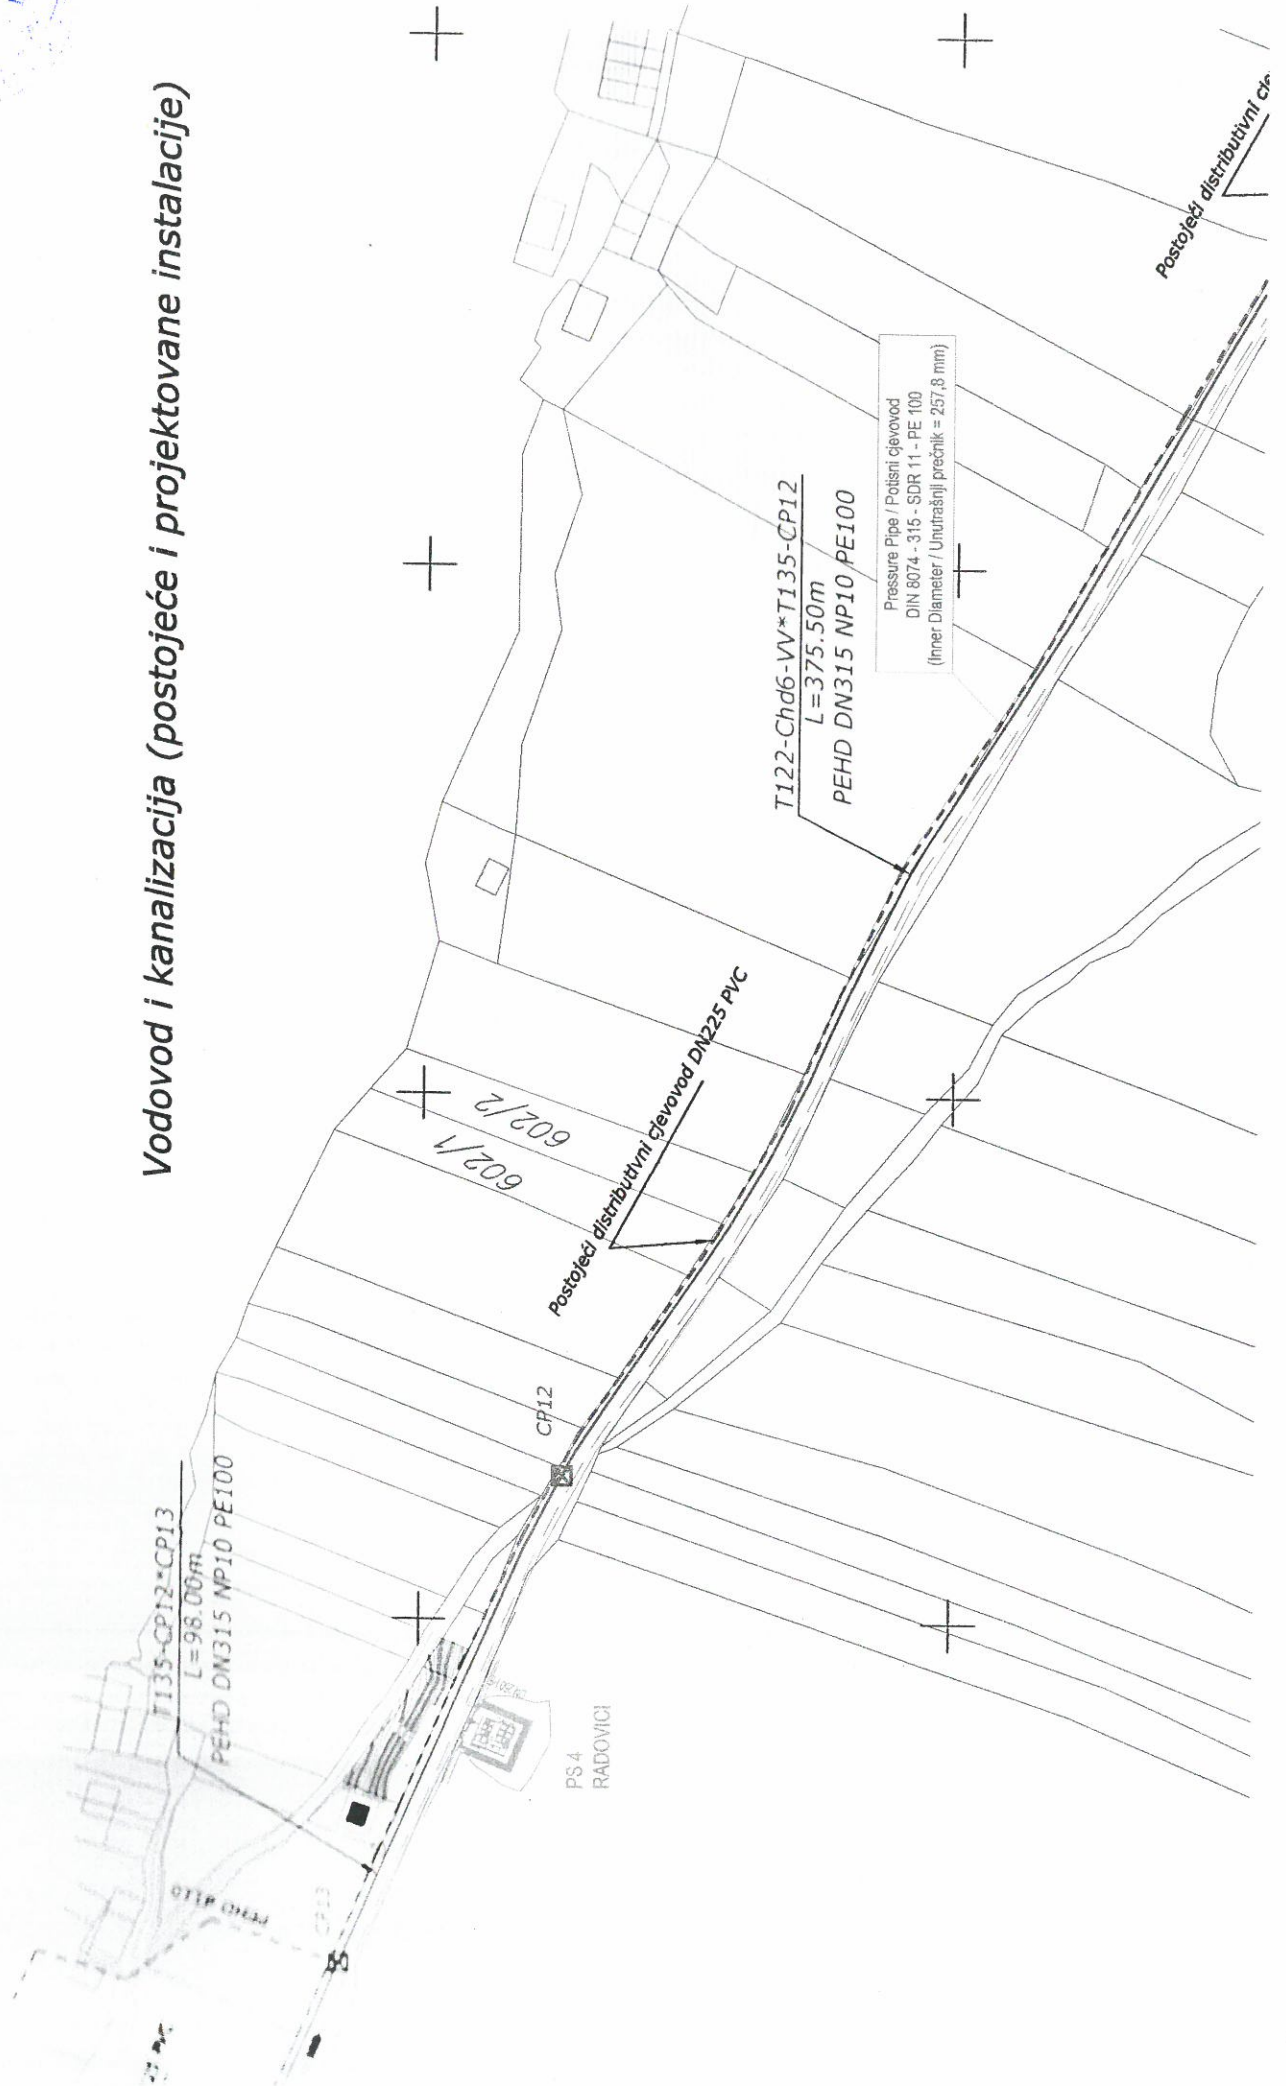 Vodovod i kanalizacija (postojeće i projektovane instalacije)
T135-CP12-CP13
L=98.00m
PEHD DN315 NP10 PE100
CP13
PS 4
RADOVICI
CP12
602/1
602/2
Postojeći distributivni cjevovod DN225 PVC
T122-Chd6-VV*T135-CP12
L=375.50m
PEHD DN315 NP10 PE100
Pressure Pipe / Potisni cjevovod
DIN 8074 - 315 - SDR 11 - PE 100
(Inner Diameter / Unutrašnji prečnik = 257,8 mm)
Postojeći distributivni